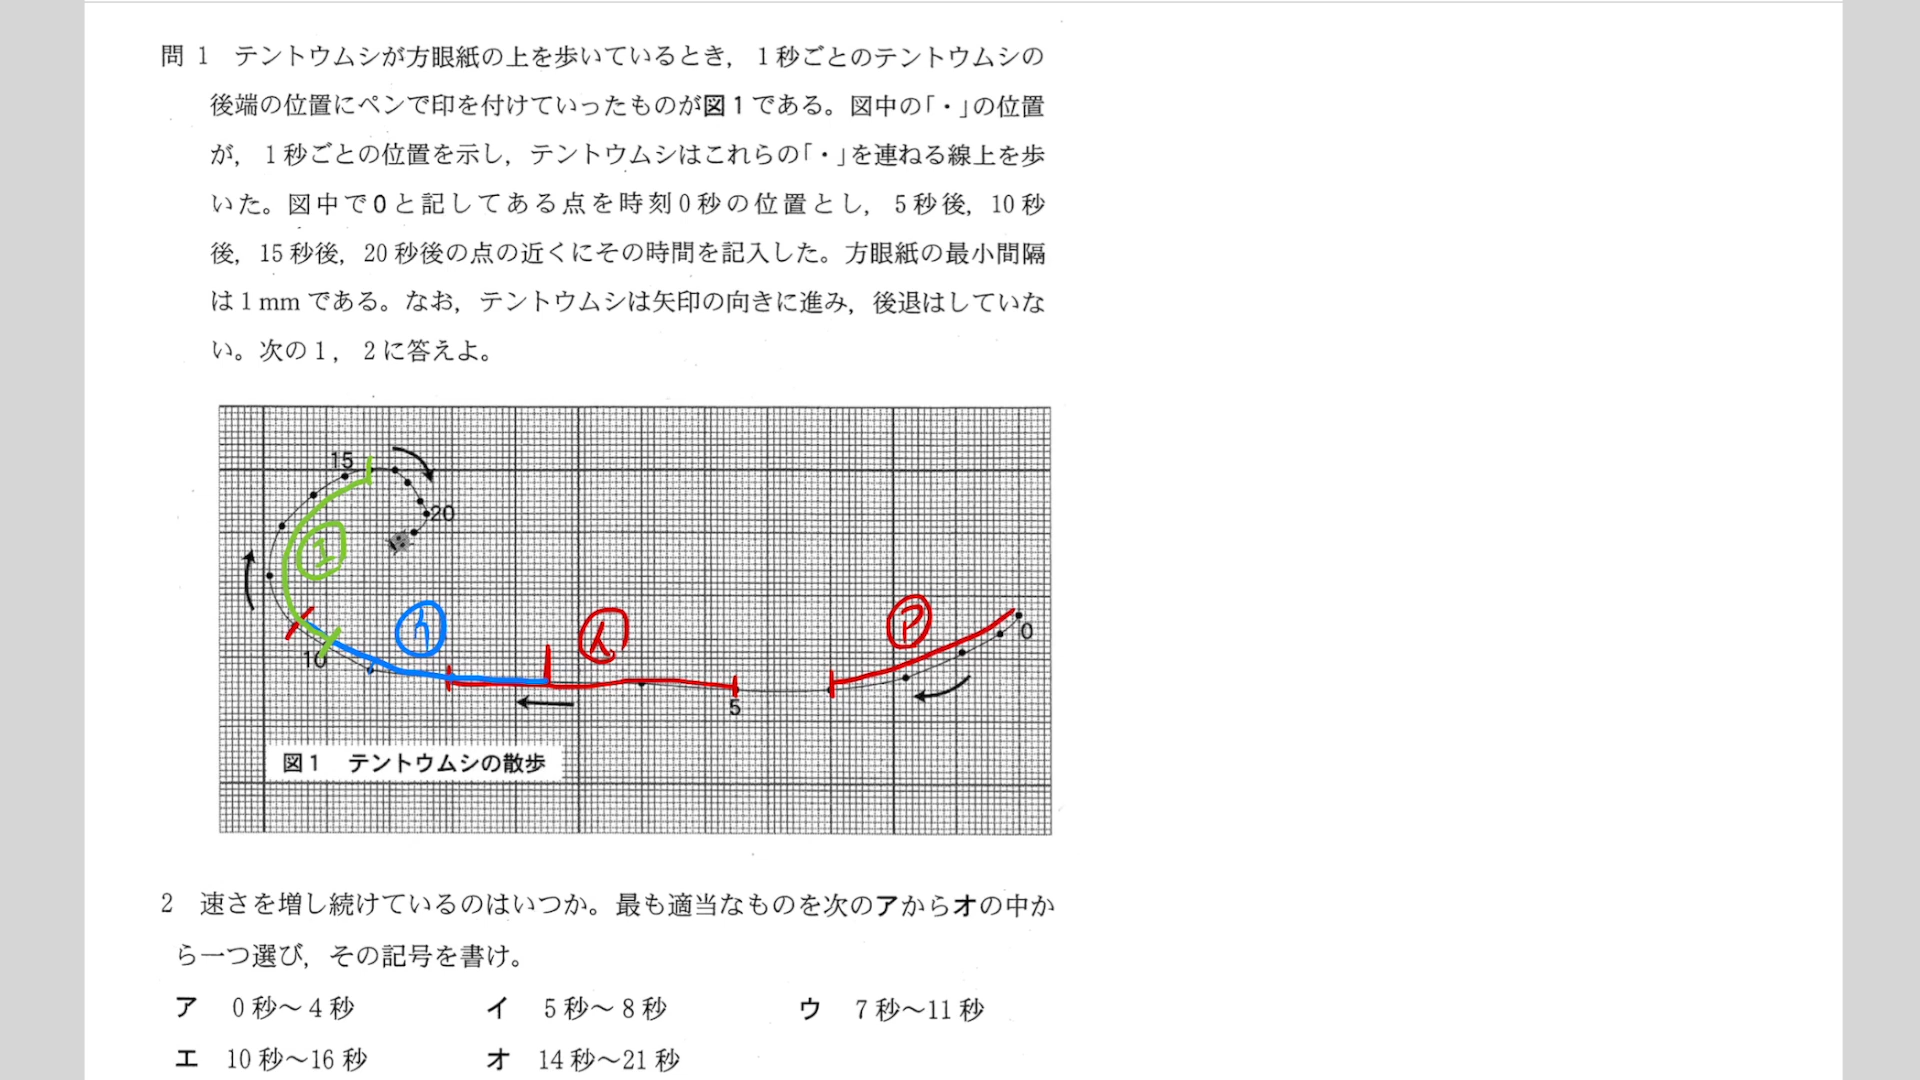 問 1 テントウムシが方眼紙の上を歩いているとき, 1秒ごとのテントウムシの
後端の位置にペンで印を付けていったものが図1である。図中の「・」の位置
が, 1秒ごとの位置を示し, テントウムシはこれらの「・」を連ねる線上を歩
いた。図中で0と記してある点を時刻0秒の位置とし, 5秒後, 10秒
後, 15秒後, 20秒後の点の近くにその時間を記入した。方眼紙の最小間隔
は1mmである。なお, テントウムシは矢印の向きに進み, 後退はしていな
い。次の1, 2に答えよ。
15
20
エ
ウ
イ
ア
0
10
5
図1 テントウムシの散歩
2 速さを増し続けているのはいつか。最も適当なものを次のアからオの中か
ら一つ選び, その記号を書け。
ア 0秒〜4秒 イ 5秒〜8秒 ウ 7秒〜11秒
エ 10秒〜16秒 オ 14秒〜21秒